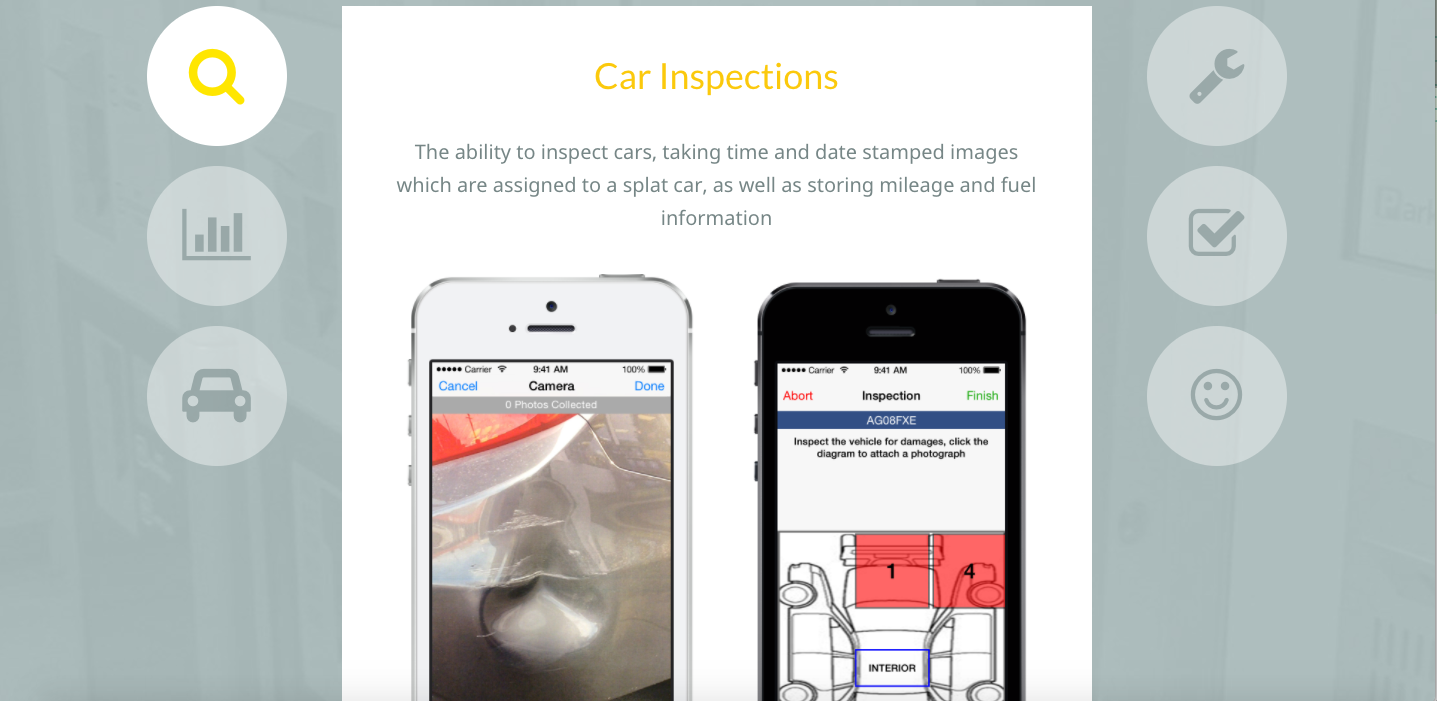 Car Inspections
The ability to inspect cars, taking time and date stamped images
which are assigned to a splat car, as well as storing mileage and fuel
information
Carrier 9:41 AM 100%
Cancel Camera Done
0 Photos Collected
Carrier 9:41 AM 100%
Abort Inspection Finish
AG08FXE
Inspect the vehicle for damages, click the
diagram to attach a photograph
1 4
INTERIOR